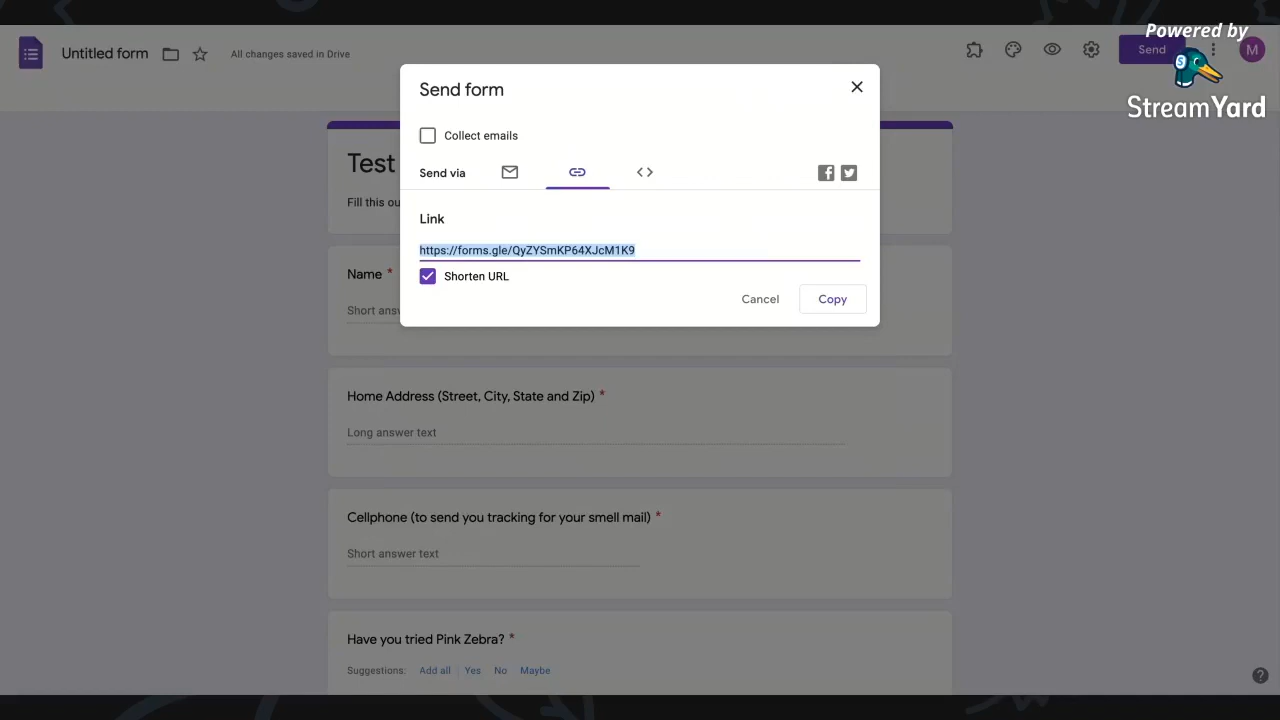 Powered by
StreamYard
Untitled form
All changes saved in Drive
Send
M
Send form
Collect emails
Send via
Link
https://forms.gle/QyZYSmKP64XJcM1K9
Shorten URL
Cancel
Copy
Test
Fill this ou
Name *
Short ansv
Home Address (Street, City, State and Zip) *
Long answer text
Cellphone (to send you tracking for your smell mail) *
Short answer text
Have you tried Pink Zebra? *
Suggestions: Add all Yes No Maybe